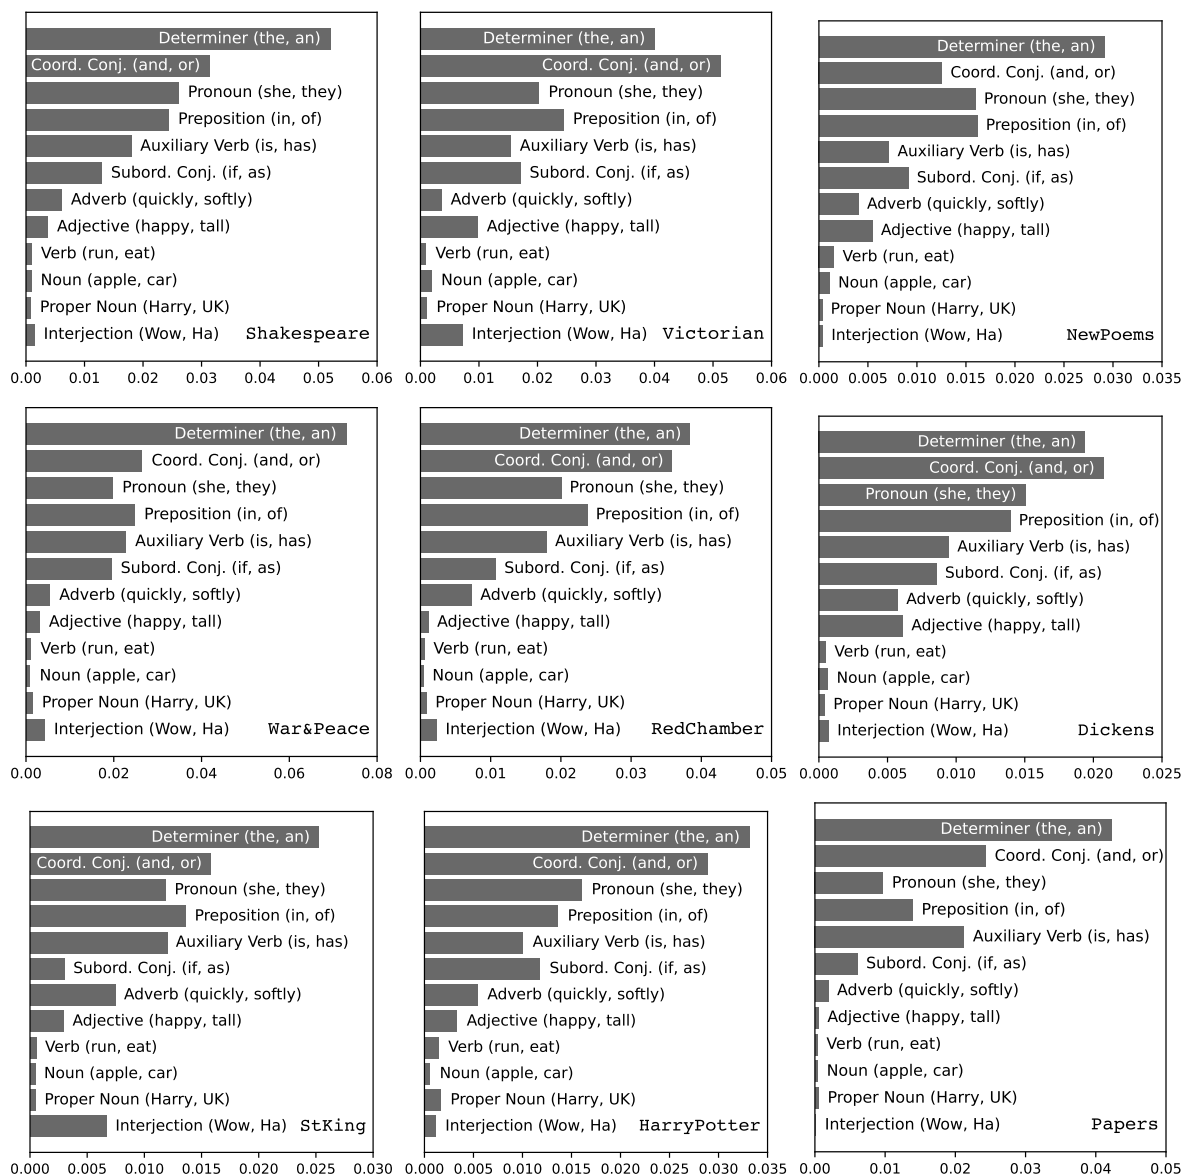 Determiner (the, an)
Coord. Conj. (and, or)
Pronoun (she, they)
Preposition (in, of)
Auxiliary Verb (is, has)
Subord. Conj. (if, as)
Adverb (quickly, softly)
Adjective (happy, tall)
Verb (run, eat)
Noun (apple, car)
Proper Noun (Harry, UK)
Interjection (Wow, Ha) Shakespeare
0.00 0.01 0.02 0.03 0.04 0.05 0.06
Determiner (the, an)
Coord. Conj. (and, or)
Pronoun (she, they)
Preposition (in, of)
Auxiliary Verb (is, has)
Subord. Conj. (if, as)
Adverb (quickly, softly)
Adjective (happy, tall)
Verb (run, eat)
Noun (apple, car)
Proper Noun (Harry, UK)
Interjection (Wow, Ha) Victorian
0.00 0.01 0.02 0.03 0.04 0.05 0.06
Determiner (the, an)
Coord. Conj. (and, or)
Pronoun (she, they)
Preposition (in, of)
Auxiliary Verb (is, has)
Subord. Conj. (if, as)
Adverb (quickly, softly)
Adjective (happy, tall)
Verb (run, eat)
Noun (apple, car)
Proper Noun (Harry, UK)
Interjection (Wow, Ha) NewPoems
0.000 0.005 0.010 0.015 0.020 0.025 0.030 0.035
Determiner (the, an)
Coord. Conj. (and, or)
Pronoun (she, they)
Preposition (in, of)
Auxiliary Verb (is, has)
Subord. Conj. (if, as)
Adverb (quickly, softly)
Adjective (happy, tall)
Verb (run, eat)
Noun (apple, car)
Proper Noun (Harry, UK)
Interjection (Wow, Ha) War&Peace
0.00 0.02 0.04 0.06 0.08
Determiner (the, an)
Coord. Conj. (and, or)
Pronoun (she, they)
Preposition (in, of)
Auxiliary Verb (is, has)
Subord. Conj. (if, as)
Adverb (quickly, softly)
Adjective (happy, tall)
Verb (run, eat)
Noun (apple, car)
Proper Noun (Harry, UK)
Interjection (Wow, Ha) RedChamber
0.00 0.01 0.02 0.03 0.04 0.05
Determiner (the, an)
Coord. Conj. (and, or)
Pronoun (she, they)
Preposition (in, of)
Auxiliary Verb (is, has)
Subord. Conj. (if, as)
Adverb (quickly, softly)
Adjective (happy, tall)
Verb (run, eat)
Noun (apple, car)
Proper Noun (Harry, UK)
Interjection (Wow, Ha) Dickens
0.000 0.005 0.010 0.015 0.020 0.025
Determiner (the, an)
Coord. Conj. (and, or)
Pronoun (she, they)
Preposition (in, of)
Auxiliary Verb (is, has)
Subord. Conj. (if, as)
Adverb (quickly, softly)
Adjective (happy, tall)
Verb (run, eat)
Noun (apple, car)
Proper Noun (Harry, UK)
Interjection (Wow, Ha) StKing
0.000 0.005 0.010 0.015 0.020 0.025 0.030
Determiner (the, an)
Coord. Conj. (and, or)
Pronoun (she, they)
Preposition (in, of)
Auxiliary Verb (is, has)
Subord. Conj. (if, as)
Adverb (quickly, softly)
Adjective (happy, tall)
Verb (run, eat)
Noun (apple, car)
Proper Noun (Harry, UK)
Interjection (Wow, Ha) HarryPotter
0.000 0.005 0.010 0.015 0.020 0.025 0.030 0.035
Determiner (the, an)
Coord. Conj. (and, or)
Pronoun (she, they)
Preposition (in, of)
Auxiliary Verb (is, has)
Subord. Conj. (if, as)
Adverb (quickly, softly)
Adjective (happy, tall)
Verb (run, eat)
Noun (apple, car)
Proper Noun (Harry, UK)
Interjection (Wow, Ha) Papers
0.00 0.01 0.02 0.03 0.04 0.05